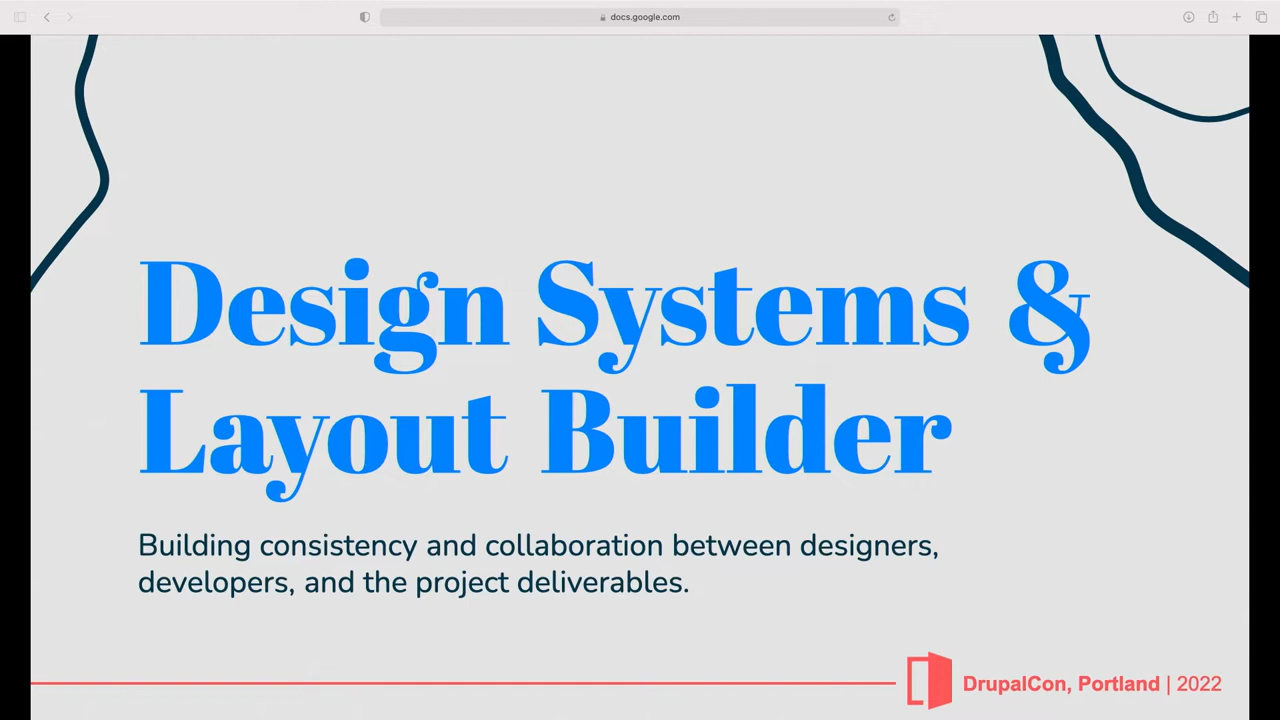 docs.google.com
Design Systems &
Layout Builder
Building consistency and collaboration between designers,
developers, and the project deliverables.
DrupalCon, Portland | 2022